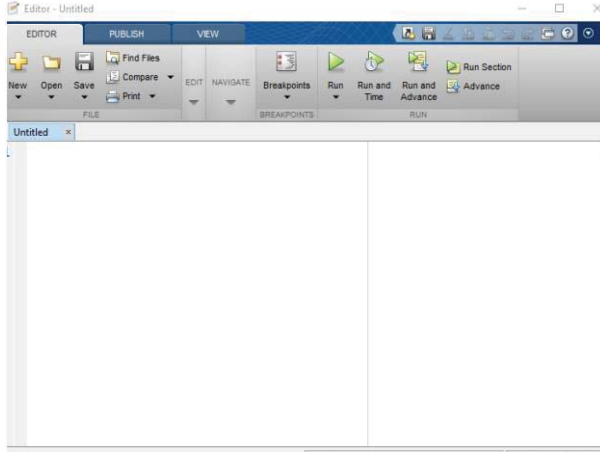 Editor - Untitled
EDITOR PUBLISH VIEW
New Open Save Find Files Compare Print EDIT NAVIGATE Breakpoints Run Run and Time Run and Advance Run Section Advance
FILE BREAKPOINTS RUN
Untitled
1